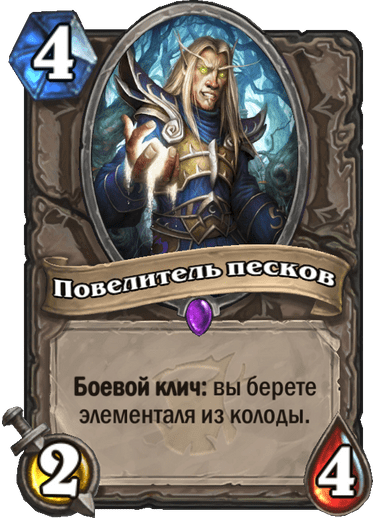 4
Повелитель песков
Боевой клич: вы берете
элементаля из колоды.
2
4